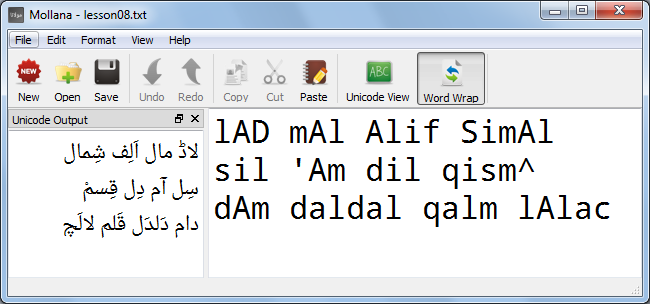 Mollana - lesson08.txt
File Edit Format View Help
New Open Save Undo Redo Copy Cut Paste Unicode View Word Wrap
Unicode Output
لاڈ مال اَلِف شِمال
سِل آم دِل قِسمْ
دام دَلدَل قَلم لالَچ
lAD mAl Alif SimAl
sil 'Am dil qism^
dAm daldal qalm lAlac